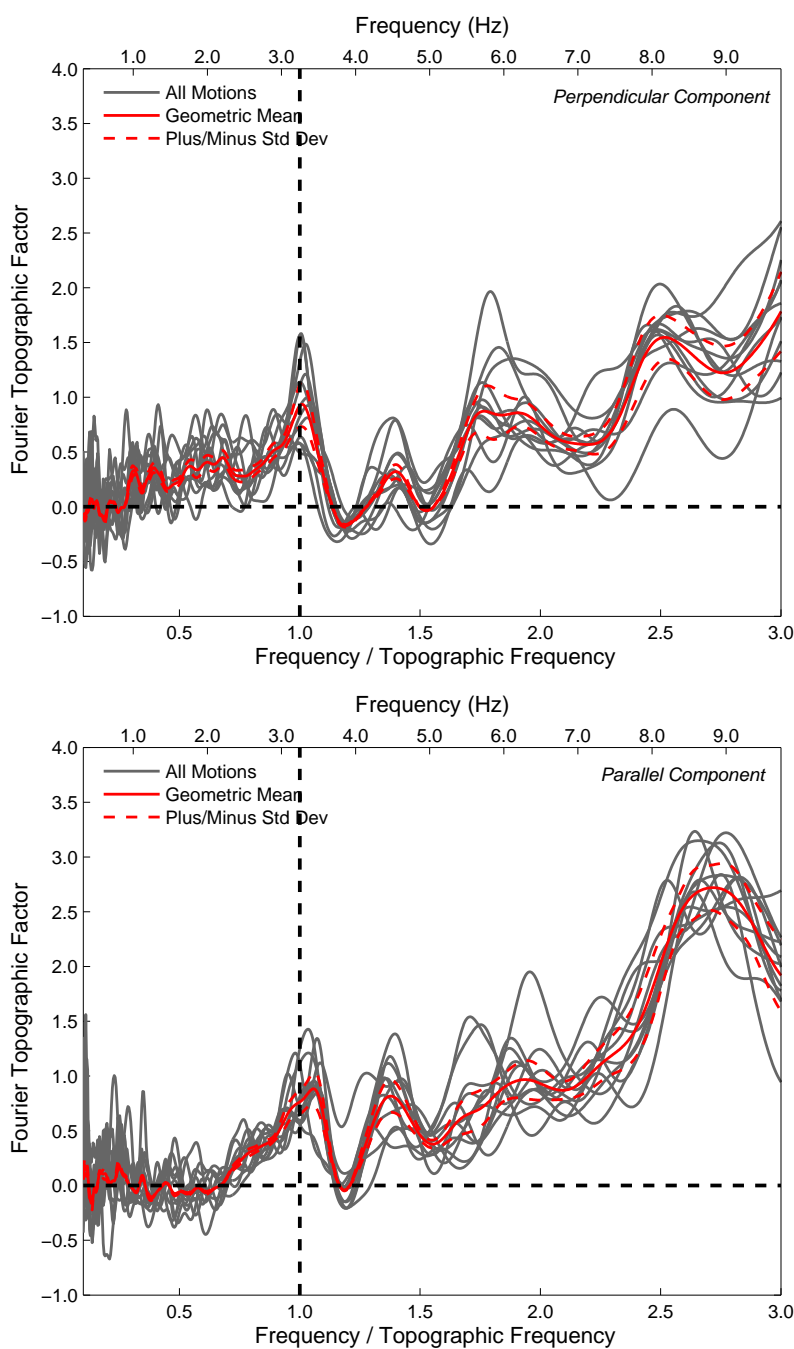 Frequency (Hz)
1.0 2.0 3.0 4.0 5.0 6.0 7.0 8.0 9.0
4.0
All Motions
Perpendicular Component
Geometric Mean
3.5
Plus/Minus Std Dev
3.0
2.5
2.0
1.5
1.0
0.5
0.0
−0.5
−1.0
Fourier Topographic Factor
0.5 1.0 1.5 2.0 2.5 3.0
Frequency / Topographic Frequency
Frequency (Hz)
1.0 2.0 3.0 4.0 5.0 6.0 7.0 8.0 9.0
4.0
All Motions
Parallel Component
Geometric Mean
3.5
Plus/Minus Std Dev
3.0
2.5
2.0
1.5
1.0
0.5
0.0
−0.5
−1.0
Fourier Topographic Factor
0.5 1.0 1.5 2.0 2.5 3.0
Frequency / Topographic Frequency